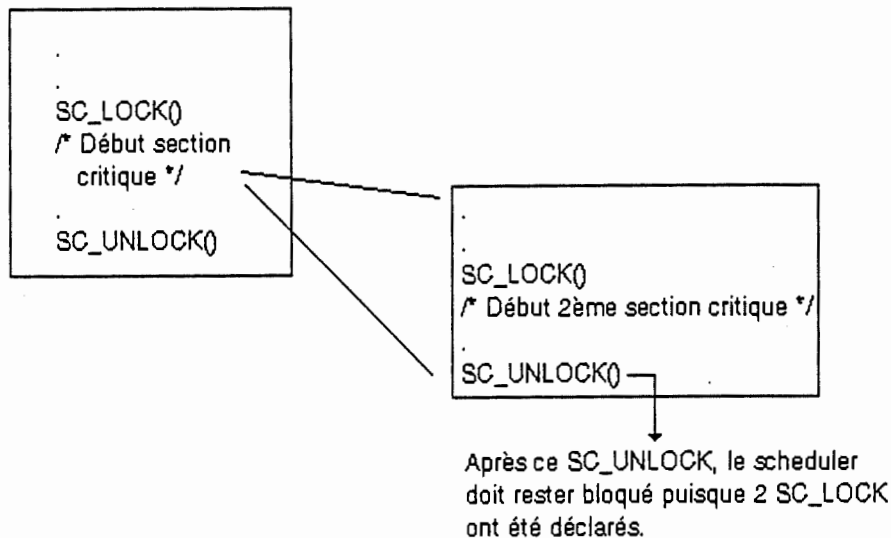 .
.
SC_LOCK()
/* Début section
critique */
.
SC_UNLOCK()
.
.
SC_LOCK()
/* Début 2ème section critique */
.
SC_UNLOCK()
Après ce SC_UNLOCK, le scheduler
doit rester bloqué puisque 2 SC_LOCK
ont été déclarés.